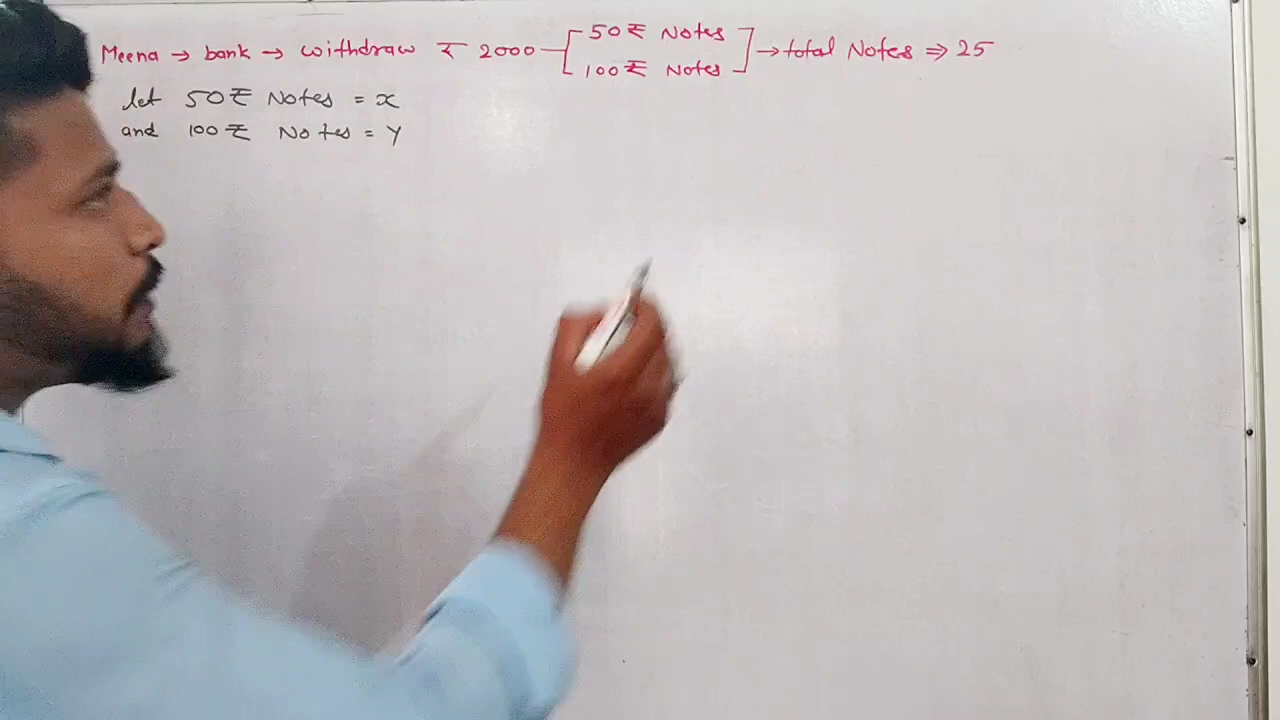 Meena → bank → withdraw ₹ 2000 50 ₹ Notes → total Notes ⇒ 25
100 ₹ Notes
let 50 ₹ Notes = x
and 100 ₹ Notes = y